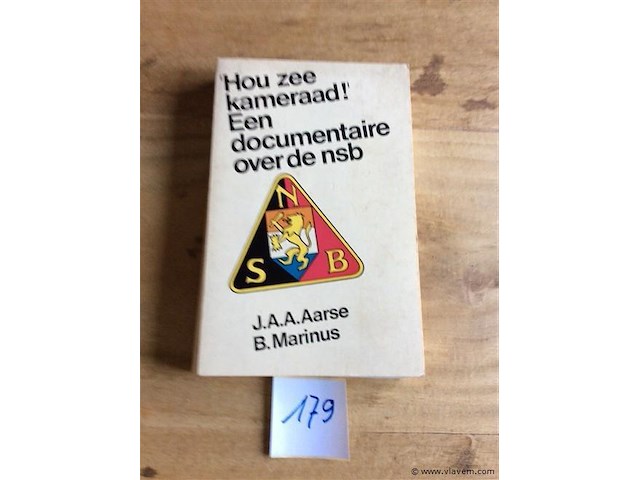 'Hou zee
kameraad!'
Een
documentaire
over de nsb
N
S B
J.A.A.Aarse
B.Marinus
179
© www.vlavem.com